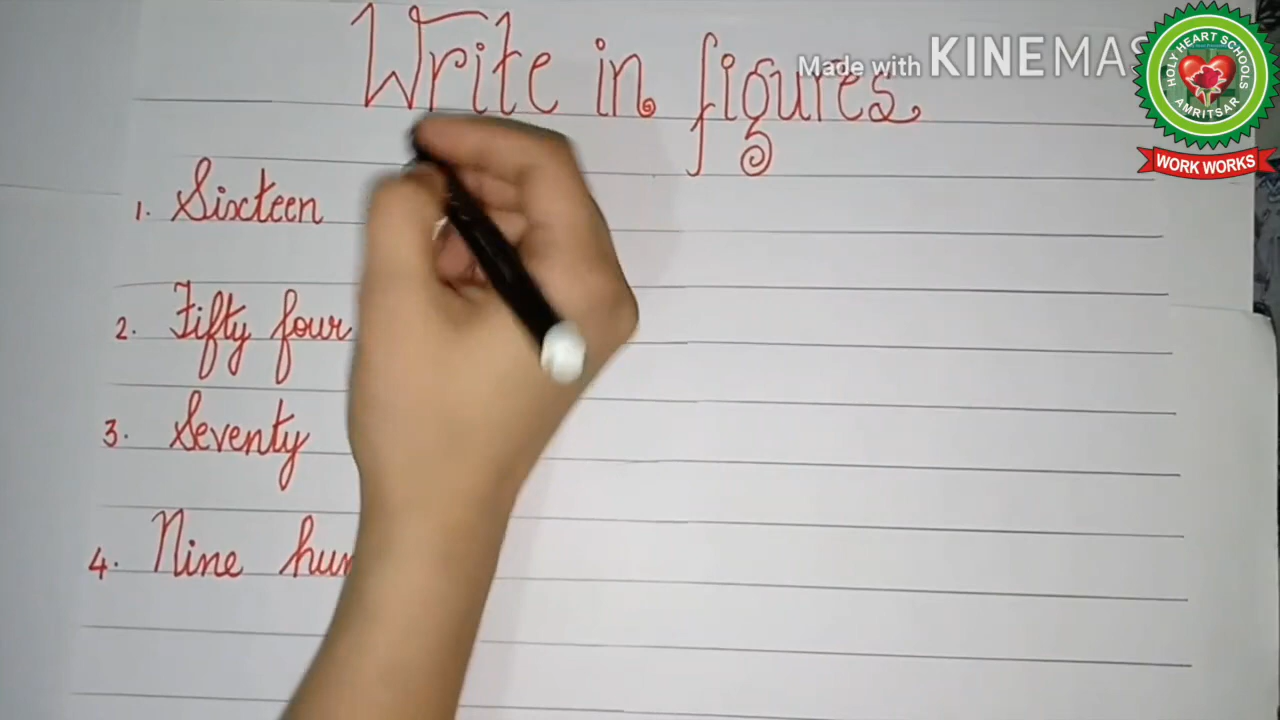 Write in figures
Made with KINEMA
HOLY HEART SCHOOLS
AMRITSAR
WORK WORKS
1. Sixteen
2. Fifty four
3. Seventy
4. Nine hun